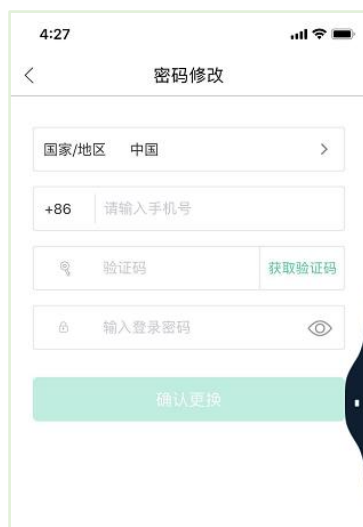 4:27
密码修改
国家/地区 中国
+86 请输入手机号
验证码 获取验证码
输入登录密码
确认更换